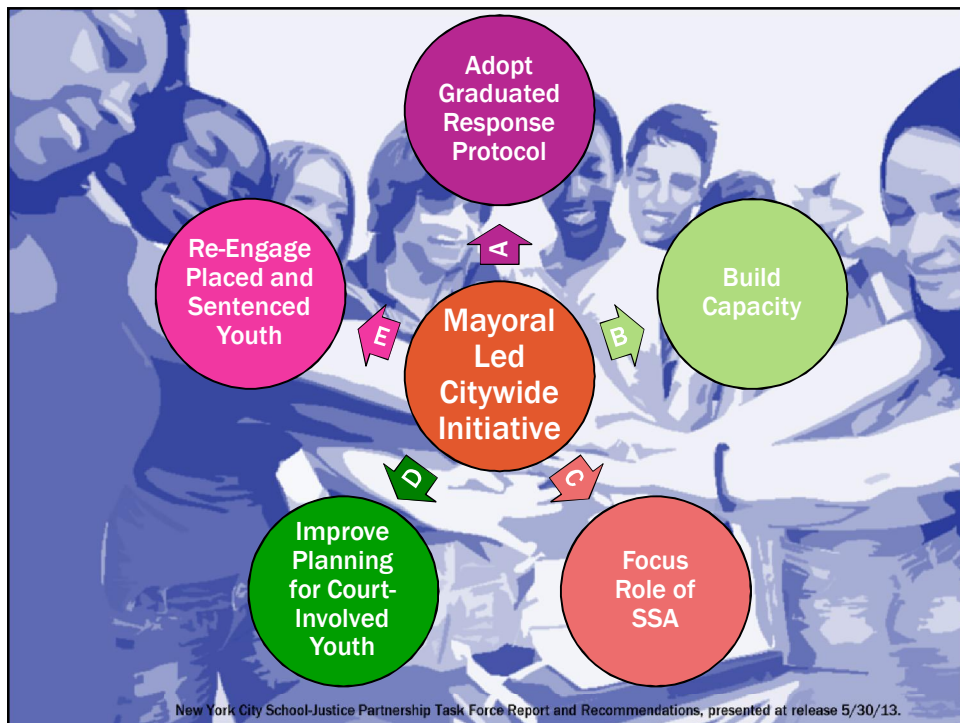 Adopt
Graduated
Response
Protocol
A
Re-Engage
Placed and
Sentenced
Youth
E
Mayoral
Led
Citywide
Initiative
B
Build
Capacity
D
C
Improve
Planning
for Court-
Involved
Youth
Focus
Role of
SSA
New York City School-Justice Partnership Task Force Report and Recommendations, presented at release 5/30/13.